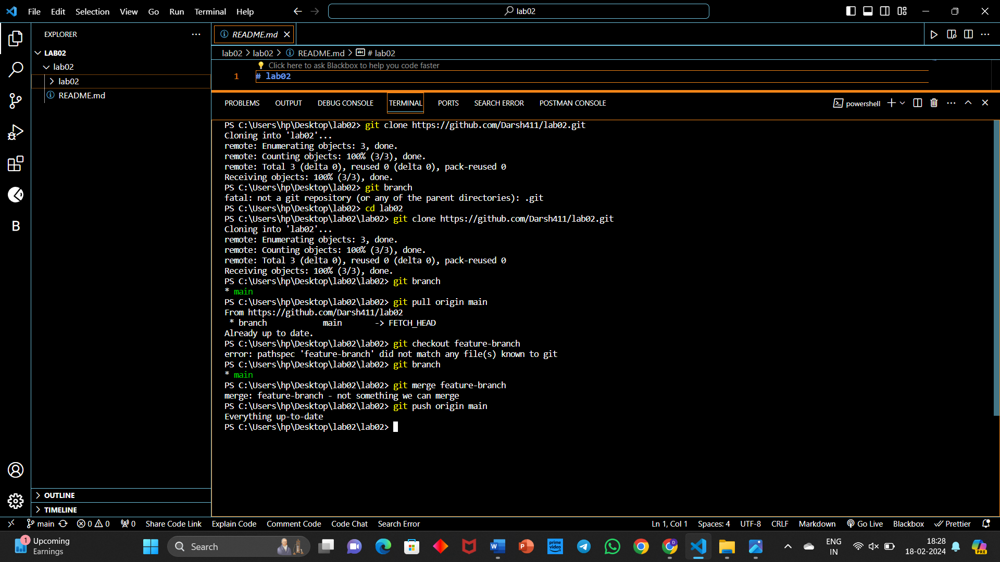 File Edit Selection View Go Run Terminal Help
lab02
EXPLORER
LAB02
lab02
lab02
README.md
README.md
lab02 > lab02 > README.md > abc # lab02
Click here to ask Blackbox to help you code faster
1 # lab02
PROBLEMS OUTPUT DEBUG CONSOLE TERMINAL PORTS SEARCH ERROR POSTMAN CONSOLE
powershell
PS C:\Users\hp\Desktop\lab02> git clone https://github.com/Darsh411/lab02.git
Cloning into 'lab02'...
remote: Enumerating objects: 3, done.
remote: Counting objects: 100% (3/3), done.
remote: Total 3 (delta 0), reused 0 (delta 0), pack-reused 0
Receiving objects: 100% (3/3), done.
PS C:\Users\hp\Desktop\lab02> git branch
fatal: not a git repository (or any of the parent directories): .git
PS C:\Users\hp\Desktop\lab02> cd lab02
PS C:\Users\hp\Desktop\lab02\lab02> git clone https://github.com/Darsh411/lab02.git
Cloning into 'lab02'...
remote: Enumerating objects: 3, done.
remote: Counting objects: 100% (3/3), done.
remote: Total 3 (delta 0), reused 0 (delta 0), pack-reused 0
Receiving objects: 100% (3/3), done.
PS C:\Users\hp\Desktop\lab02\lab02> git branch
* main
PS C:\Users\hp\Desktop\lab02\lab02> git pull origin main
From https://github.com/Darsh411/lab02
* branch main -> FETCH_HEAD
Already up to date.
PS C:\Users\hp\Desktop\lab02\lab02> git checkout feature-branch
error: pathspec 'feature-branch' did not match any file(s) known to git
PS C:\Users\hp\Desktop\lab02\lab02> git branch
* main
PS C:\Users\hp\Desktop\lab02\lab02> git merge feature-branch
merge: feature-branch - not something we can merge
PS C:\Users\hp\Desktop\lab02\lab02> git push origin main
Everything up-to-date
PS C:\Users\hp\Desktop\lab02\lab02>
B
OUTLINE
TIMELINE
main 0 0 0 Share Code Link Explain Code Comment Code Code Chat Search Error
Ln 1, Col 1 Spaces: 4 UTF-8 CRLF Markdown Go Live Blackbox Prettier
1 Upcoming
Earnings
Search
W
P
prime
video
D
ENG
IN
18:28
18-02-2024
PRE